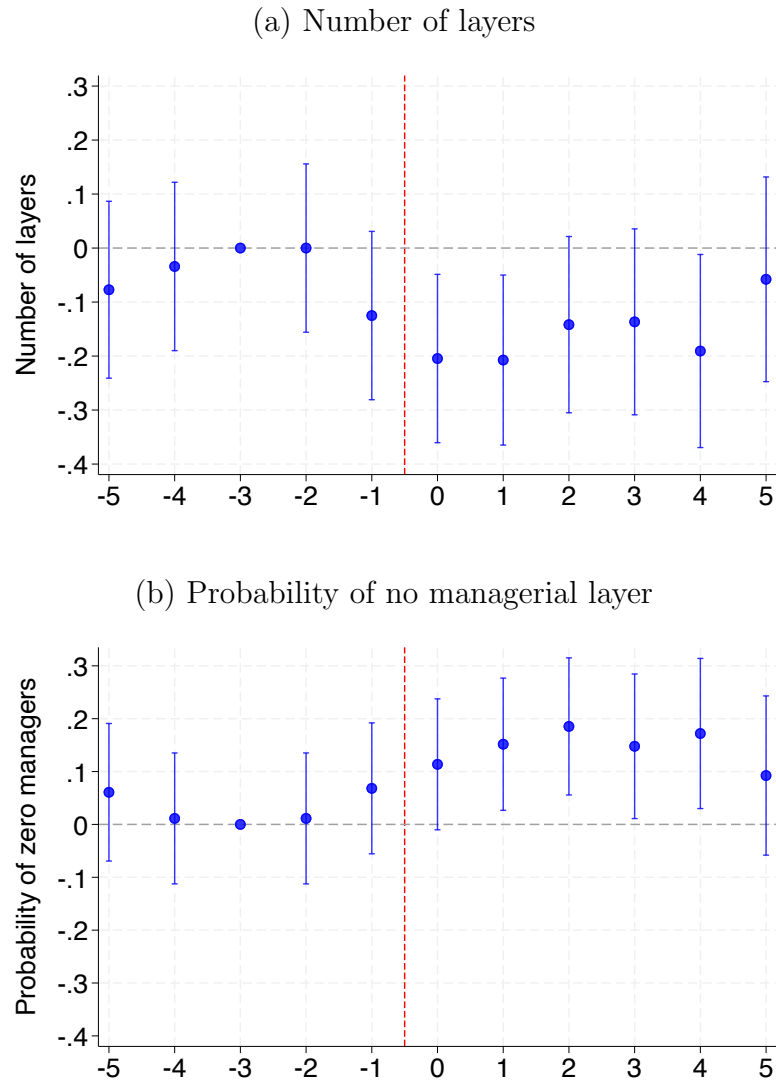 (a) Number of layers
Number of layers
.3
.2
.1
0
-.1
-.2
-.3
-.4
-5 -4 -3 -2 -1 0 1 2 3 4 5
(b) Probability of no managerial layer
Probability of zero managers
.3
.2
.1
0
-.1
-.2
-.3
-.4
-5 -4 -3 -2 -1 0 1 2 3 4 5